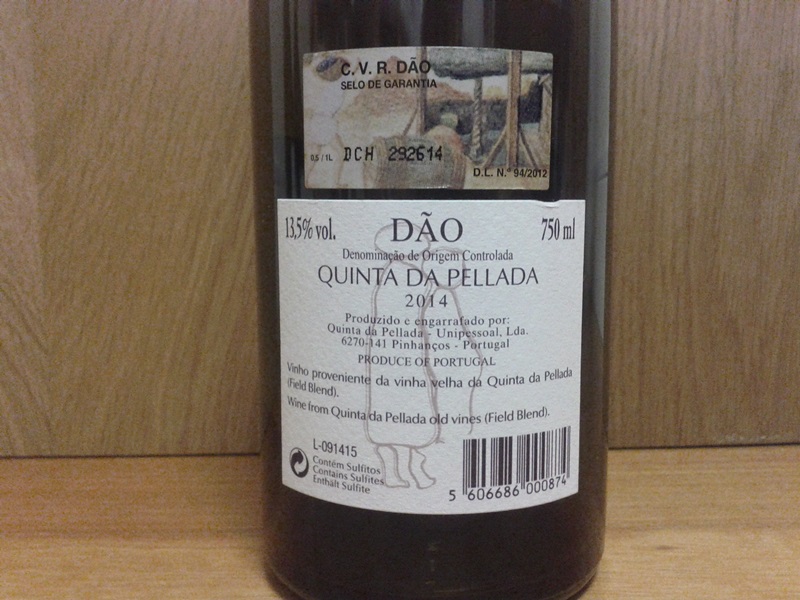 C. V. R. DÃO
SELO DE GARANTIA
0,5 / 1L DCH 292614
D.L. N.º 94/2012
13,5% vol. DÃO 750 ml
Denominação de Origem Controlada
QUINTA DA PELLADA
2014
Produzido e engarrafado por:
Quinta da Pellada - Unipessoal, Lda.
6270-141 Pinhanços - Portugal
PRODUCE OF PORTUGAL
Vinho proveniente da vinha velha da Quinta da Pellada
(Field Blend).
Wine from Quinta da Pellada old vines (Field Blend).
L-091415
Contém Sulfitos
Contains Sulfites
Enthält Sulfite
5 606686 000874